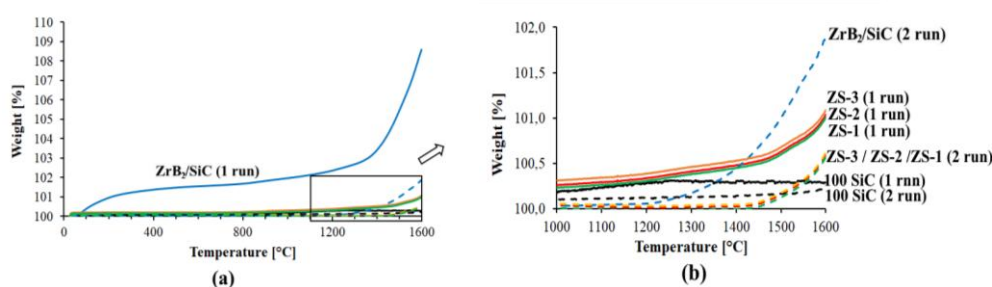 110
109
108
107
106
105
104
103
102
101
100
Weight [%]
ZrB2/SiC (1 run)
0
400
800
1200
1600
Temperature [°C]
(a)
102.0
101.5
101.0
100.5
100.0
Weight [%]
ZrB2/SiC (2 run)
ZS-3 (1 run)
ZS-2 (1 run)
ZS-1 (1 run)
ZS-3 / ZS-2 /ZS-1 (2 run)
100 SiC (1 rnn)
100 SiC (2 run)
1000
1100
1200
1300
1400
1500
1600
Temperature [°C]
(b)